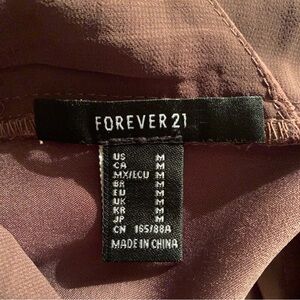 FOREVER 21
US M
CA M
MX/ECU M
BR M
EU M
UK M
KR M
JP M
CN 165/88A
MADE IN CHINA